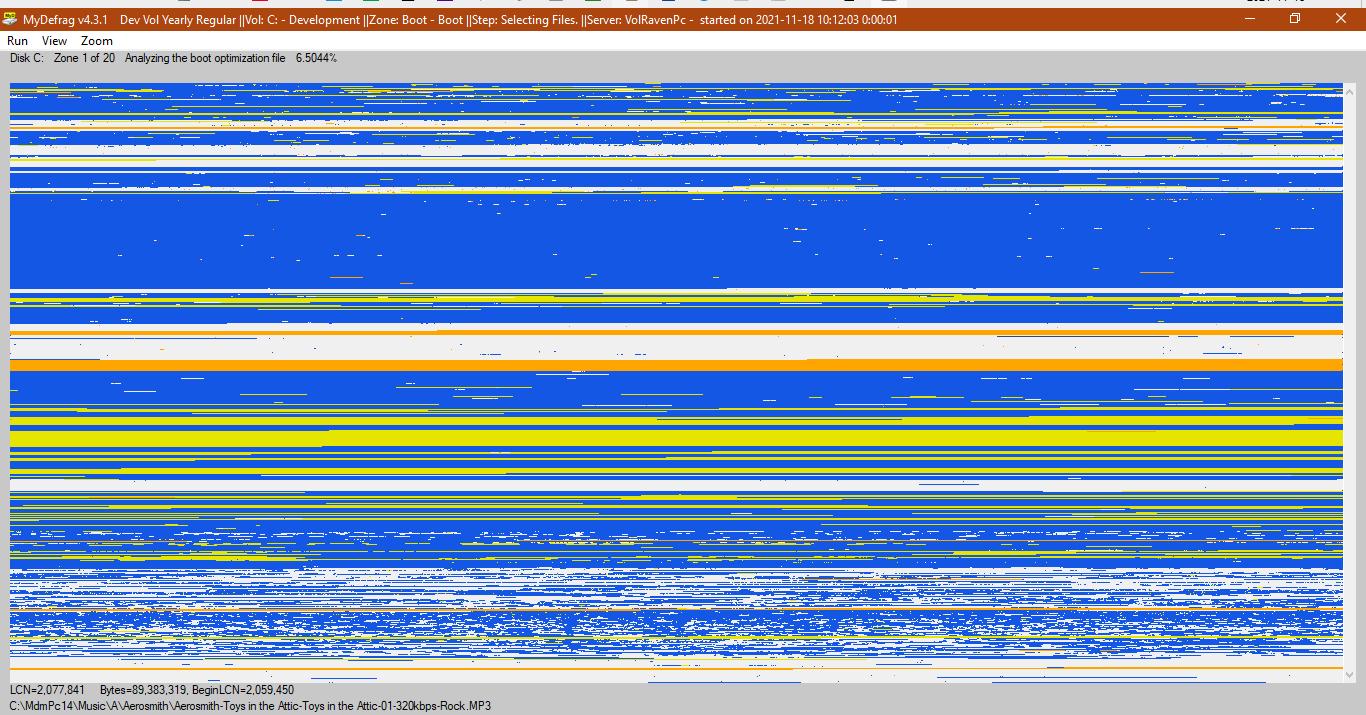 MyDefrag v4.3.1 Dev Vol Yearly Regular ||Vol: C: - Development ||Zone: Boot - Boot ||Step: Selecting Files. ||Server: VolRavenPc - started on 2021-11-18 10:12:03 0:00:01
Run View Zoom
Disk C: Zone 1 of 20 Analyzing the boot optimization file 6.5044%
LCN=2,077,841 Bytes=89,383,319, BeginLCN=2,059,450
C:\MdmPc14\Music\A\Aerosmith\Aerosmith-Toys in the Attic-Toys in the Attic-01-320kbps-Rock .MP3